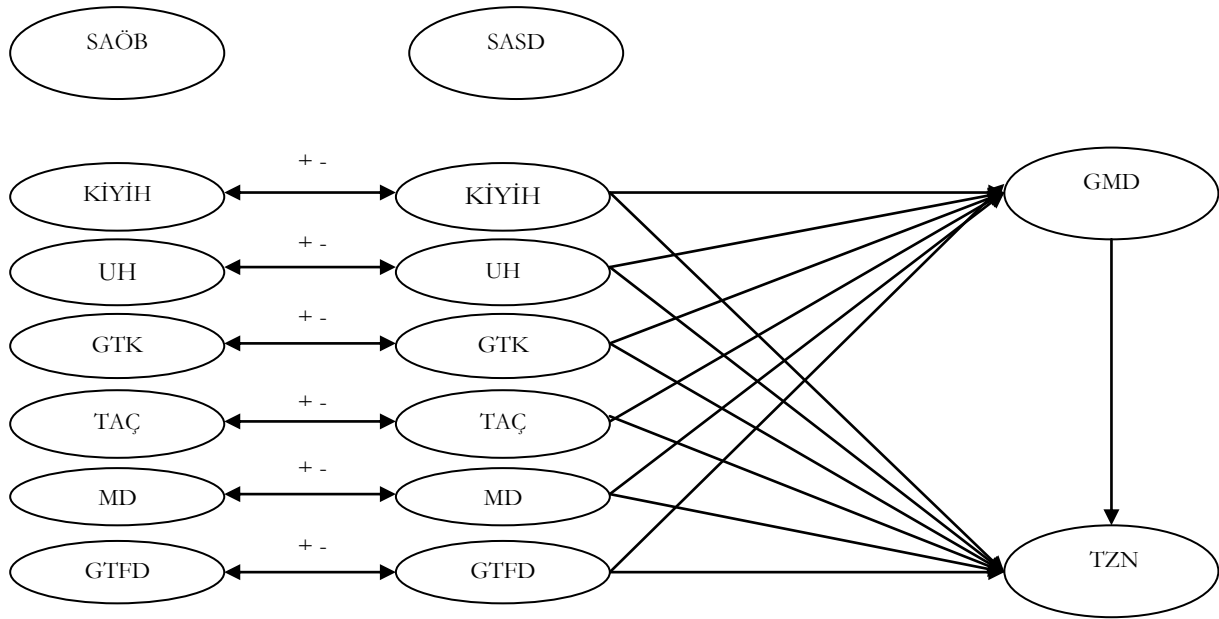 SAÖB
SASD
+ -
KİYİH
KİYİH
GMD
+ -
UH
UH
+ -
GTK
GTK
+ -
TAÇ
TAÇ
+ -
MD
MD
+ -
GTFD
GTFD
TZN